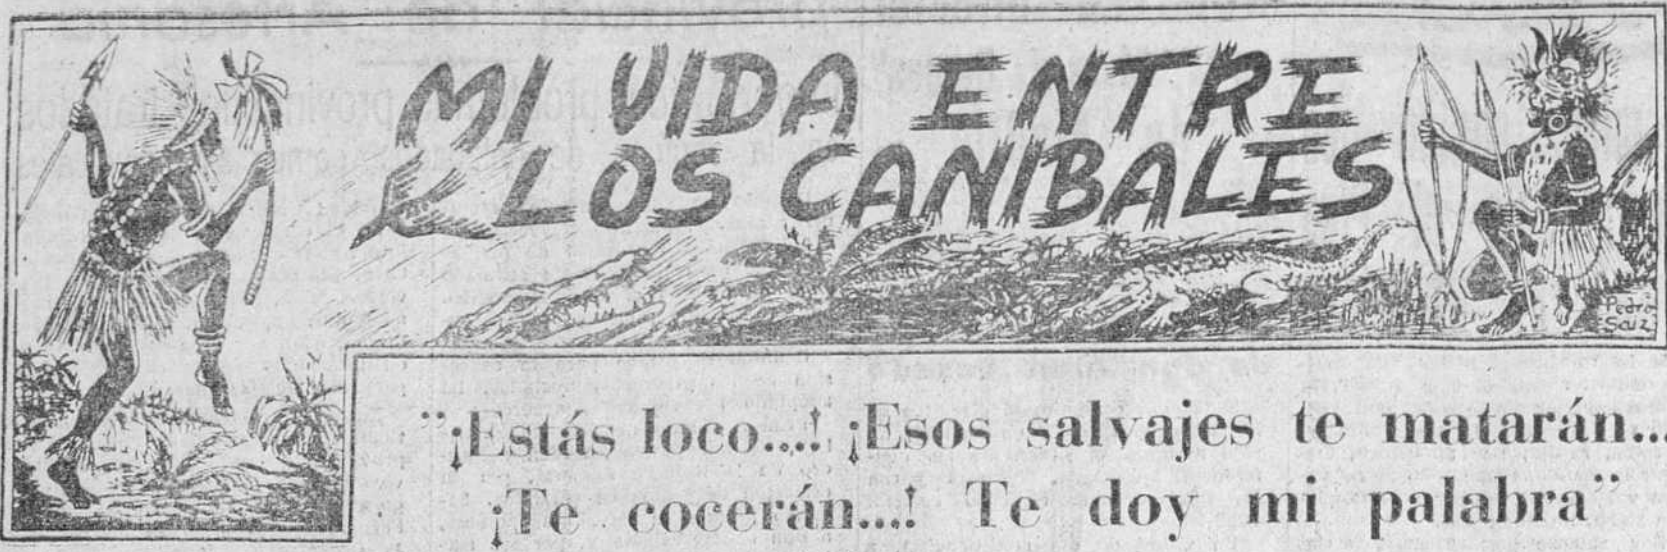 MI VIDA ENTRE
LOS CANIBALES
Pedro
Saiz
"¡Estás loco...! ¡Esos salvajes te matarán...
¡Te cocerán...! Te doy mi palabra"